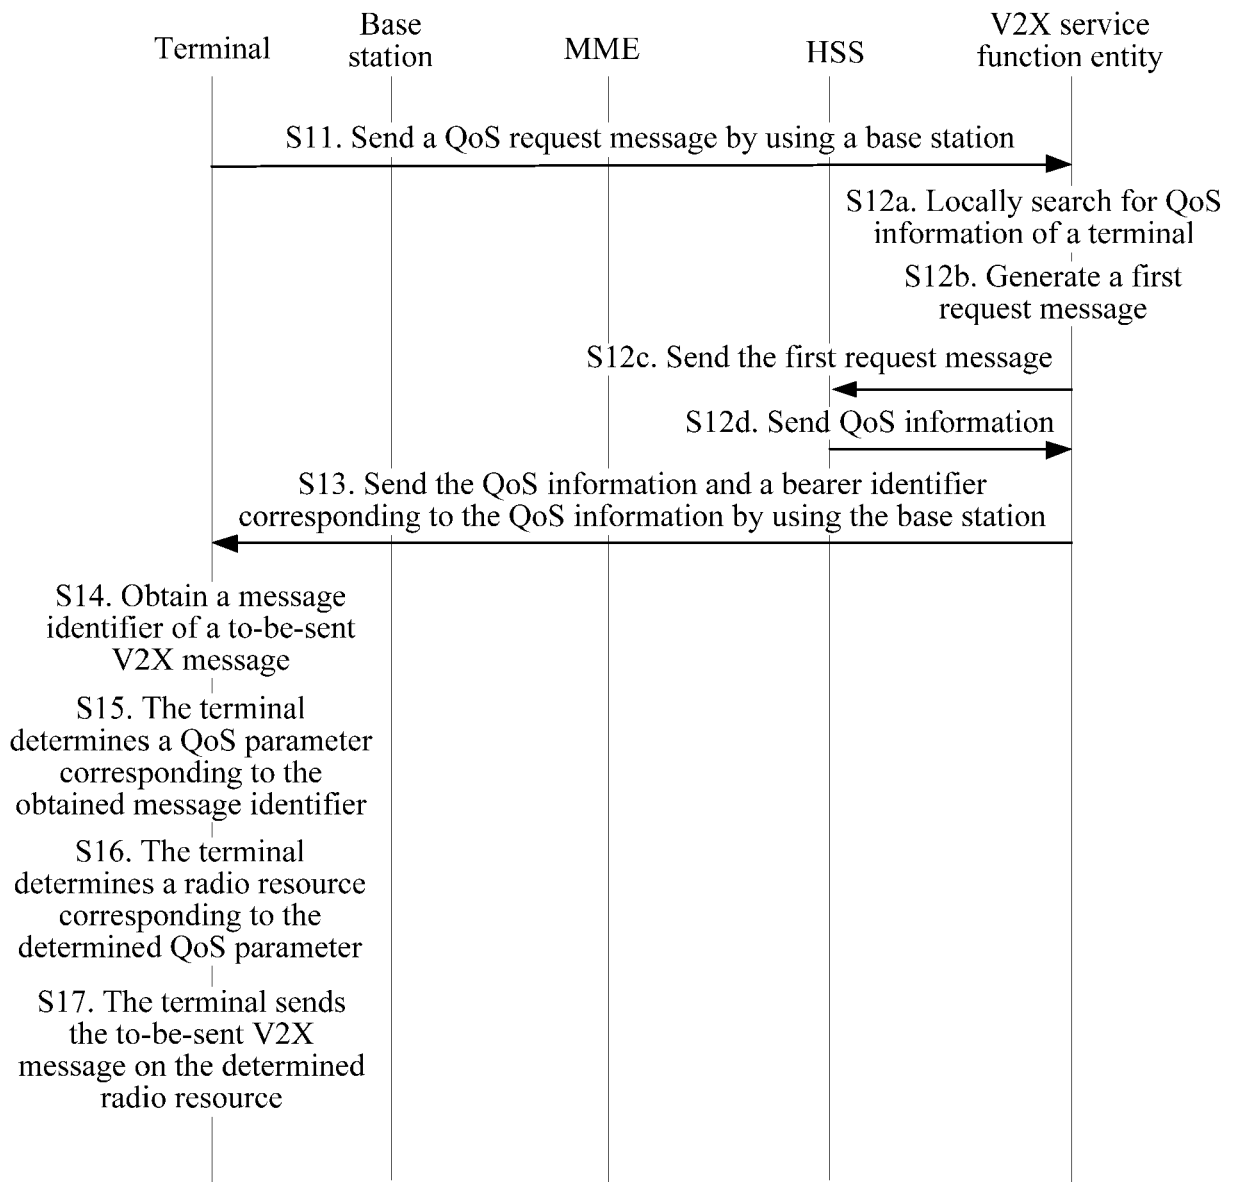 Terminal
Base
station
MME
HSS
V2X service
function entity
S11. Send a QoS request message by using a base station
S12a. Locally search for QoS
information of a terminal
S12b. Generate a first
request message
S12c. Send the first request message
S12d. Send QoS information
S13. Send the QoS information and a bearer identifier
corresponding to the QoS information by using the base station
S14. Obtain a message
identifier of a to-be-sent
V2X message
S15. The terminal
determines a QoS parameter
corresponding to the
obtained message identifier
S16. The terminal
determines a radio resource
corresponding to the
determined QoS parameter
S17. The terminal sends
the to-be-sent V2X
message on the determined
radio resource